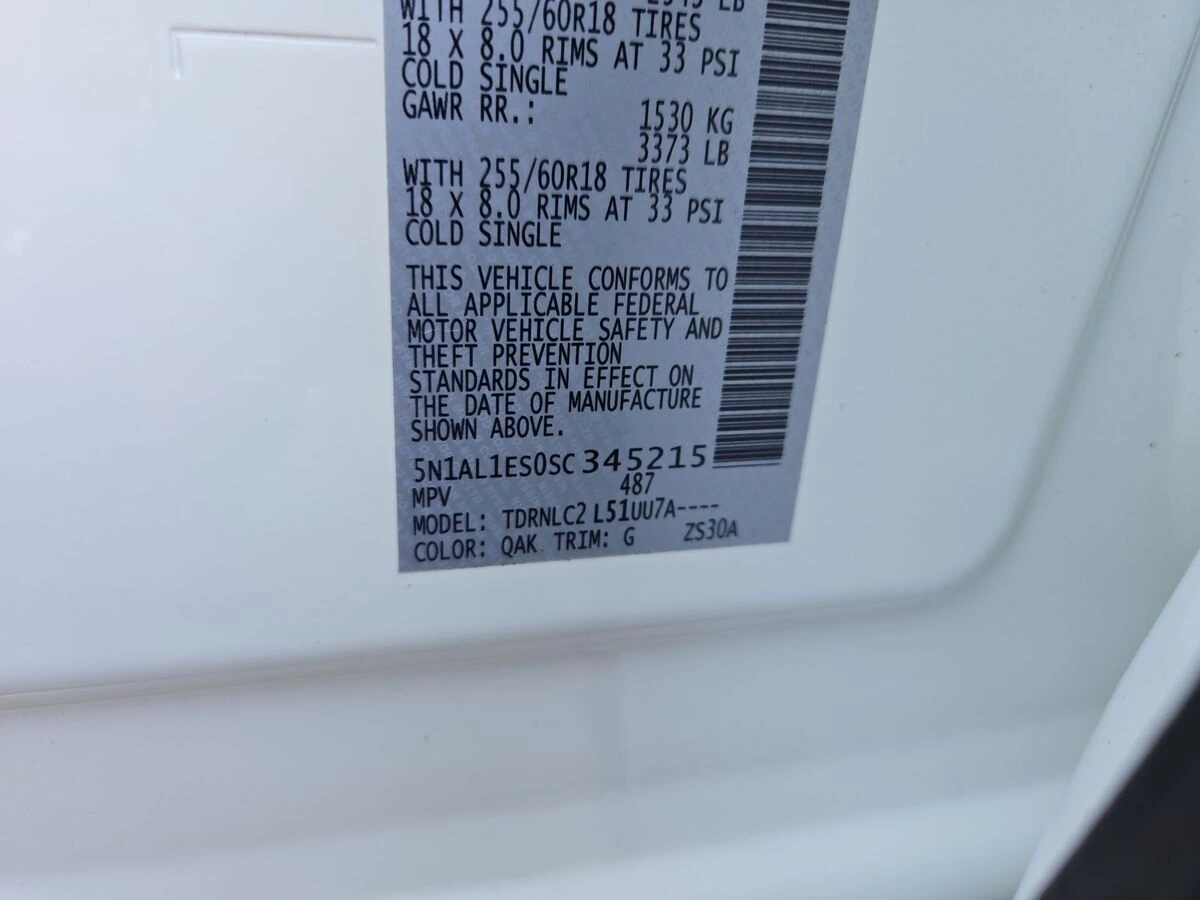 WITH 255/60R18 TIRES
18 X 8.0 RIMS AT 33 PSI
COLD SINGLE
GAWR RR.: 1530 KG
3373 LB
WITH 255/60R18 TIRES
18 X 8.0 RIMS AT 33 PSI
COLD SINGLE
THIS VEHICLE CONFORMS TO
ALL APPLICABLE FEDERAL
MOTOR VEHICLE SAFETY AND
THEFT PREVENTION
STANDARDS IN EFFECT ON
THE DATE OF MANUFACTURE
SHOWN ABOVE.
5N1AL1ES0SC345215
MPV 487
MODEL: TDRNLC2 L51UU7A----
COLOR: QAK TRIM: G ZS30A